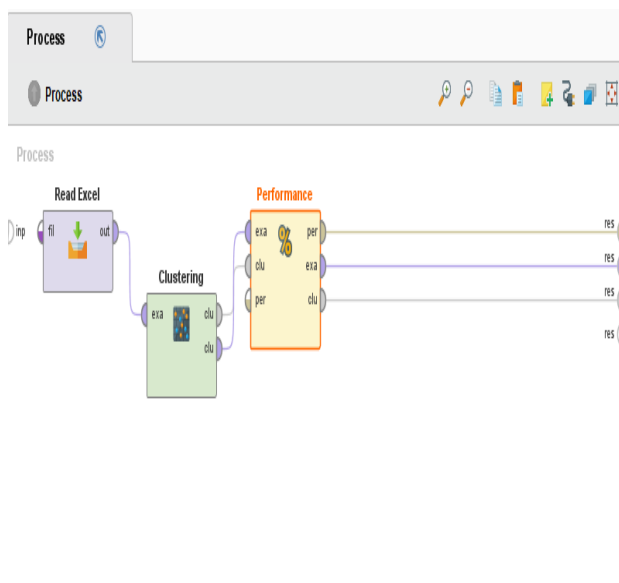 Process
Process
Process
Read Excel
inp
fil
out
Clustering
exa
clu
clu
Performance
exa
per
clu
exa
per
clu
res
res
res
res